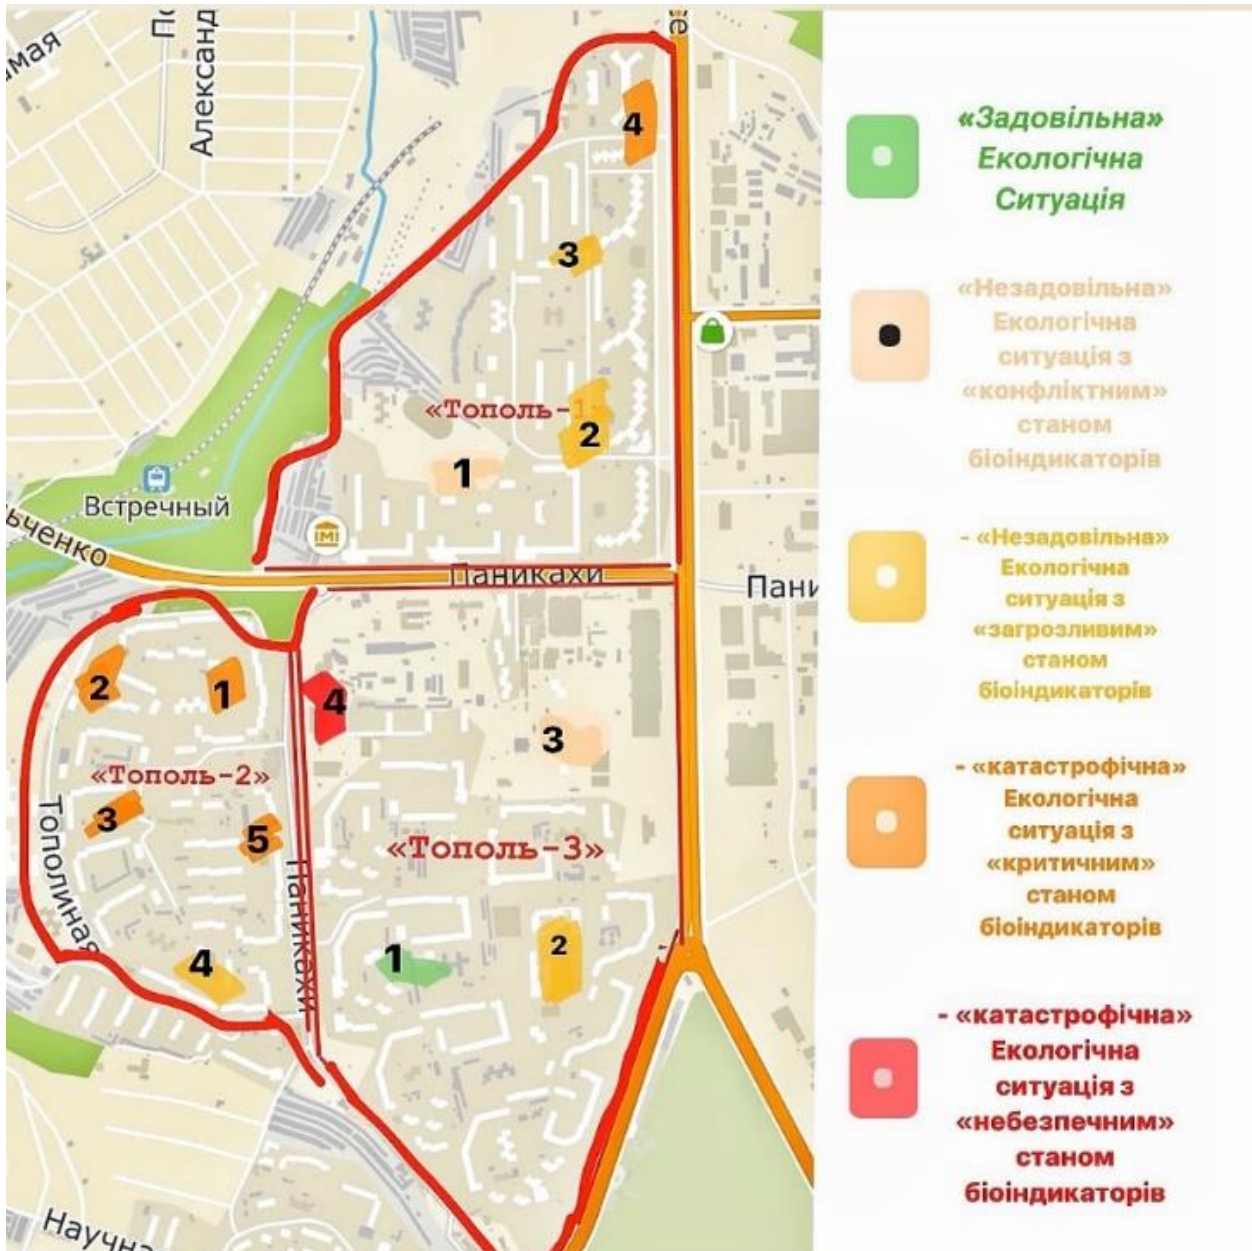 Александ
ая
е
4
3
«Тополь-1»
2
1
Встречный
ьченко
Паникахи
Пани
2
1
4
3
«Тополь-2»
3
5
Тополиная
Паникахи
«Тополь-3»
4
1
2
Научна
«Задовільна»
Екологічна
Ситуація
«Незадовільна»
Екологічна
ситуація з
«конфліктним»
станом
біоіндикаторів
- «Незадовільна»
Екологічна
ситуація з
«загрозливим»
станом
біоіндикаторів
- «катастрофічна»
Екологічна
ситуація з
«критичним»
станом
біоіндикаторів
- «катастрофічна»
Екологічна
ситуація з
«небезпечним»
станом
біоіндикаторів